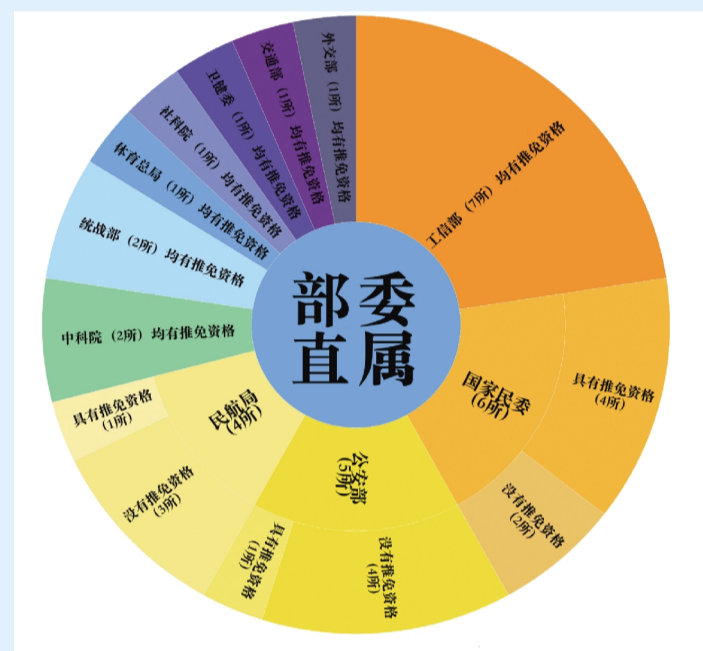 部委
直属
工信部（7所）均有推免资格
国家民委
(6所)
具有推免资格
(4所)
没有推免资格
(2所)
公安部
(5所)
没有推免资格
(4所)
具有推免资格
(1所)
民航局
(4所)
没有推免资格
(3所)
具有推免资格
(1所)
中科院（2所）均有推免资格
统战部（2所）均有推免资格
体育总局（1所）均有推免资格
社科院（1所）均有推免资格
卫健委（1所）均有推免资格
交通部（1所）均有推免资格
外交部（1所）均有推免资格